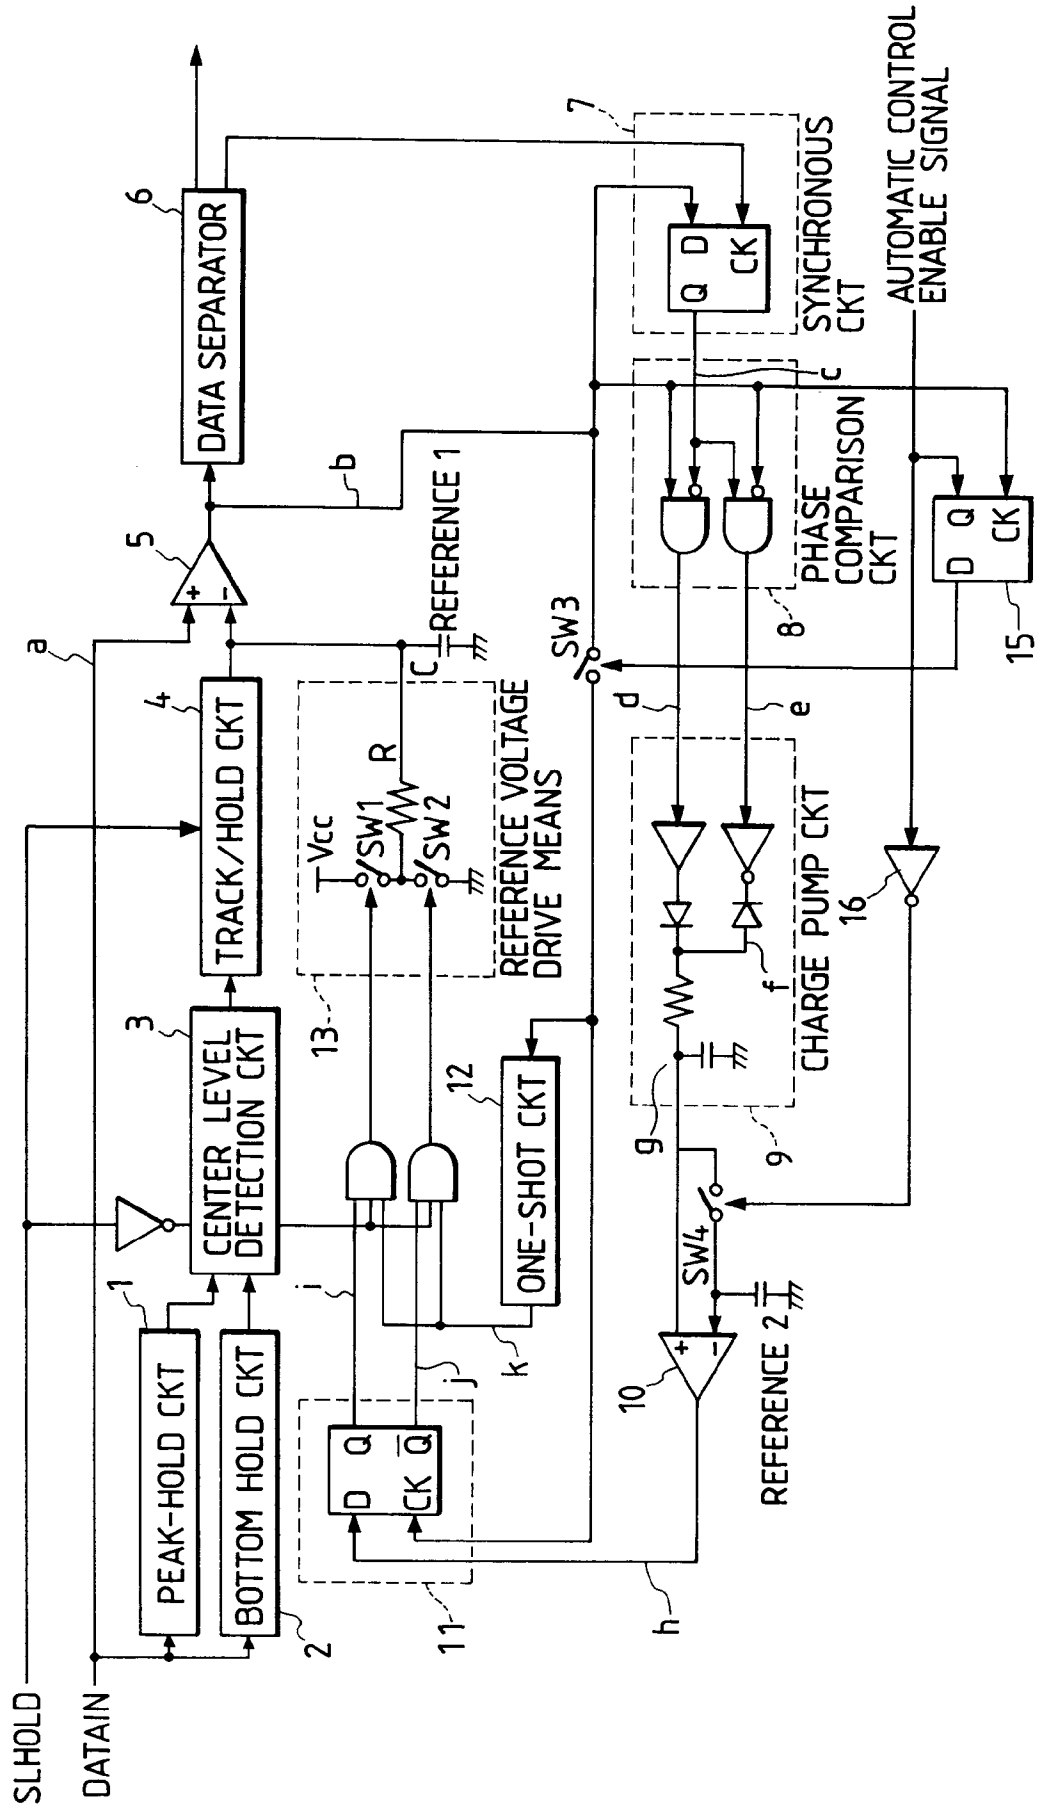 SLHOLD
DATAIN
a
1
PEAK-HOLD CKT
2
BOTTOM HOLD CKT
3
CENTER LEVEL
DETECTION CKT
4
TRACK/HOLD CKT
5
+
-
6
DATA SEPARATOR
b
REFERENCE 1
C
R
Vcc
SW1
SW2
13
REFERENCE VOLTAGE
DRIVE MEANS
11
D Q
CK Q̅
i
j
k
12
ONE-SHOT CKT
SW3
h
10
+
-
REFERENCE 2
SW4
g
9
f
CHARGE PUMP CKT
d
e
8
PHASE
COMPARISON
CKT
c
7
Q D
CK
SYNCHRONOUS
CKT
16
15
D Q
CK
AUTOMATIC CONTROL
ENABLE SIGNAL